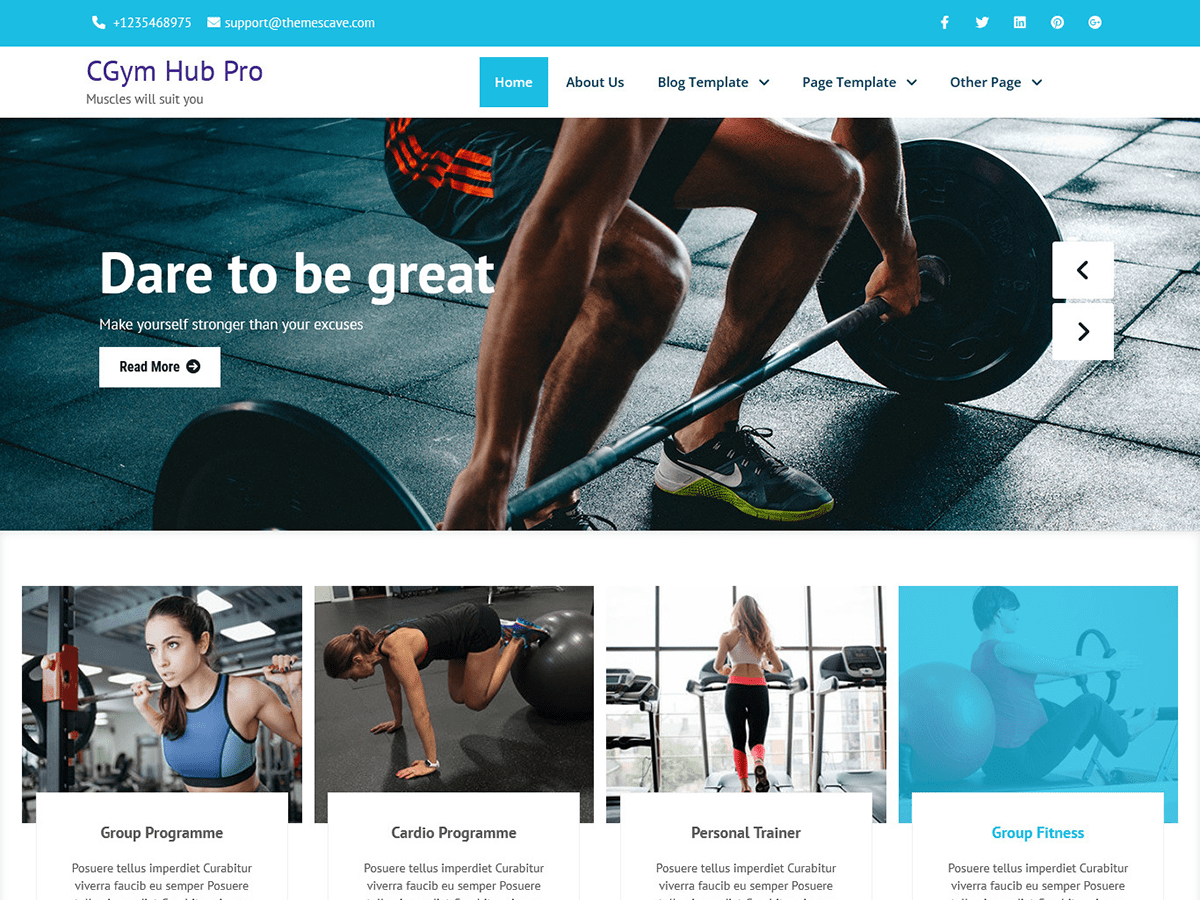 +1235468975 support@themescave.com
CGym Hub Pro
Muscles will suit you
Home About Us Blog Template Page Template Other Page
Dare to be great
Make yourself stronger than your excuses
Read More
Group Programme
Posuere tellus imperdiet Curabitur
viverra faucib eu semper Posuere
Cardio Programme
Posuere tellus imperdiet Curabitur
viverra faucib eu semper Posuere
Personal Trainer
Posuere tellus imperdiet Curabitur
viverra faucib eu semper Posuere
Group Fitness
Posuere tellus imperdiet Curabitur
viverra faucib eu semper Posuere